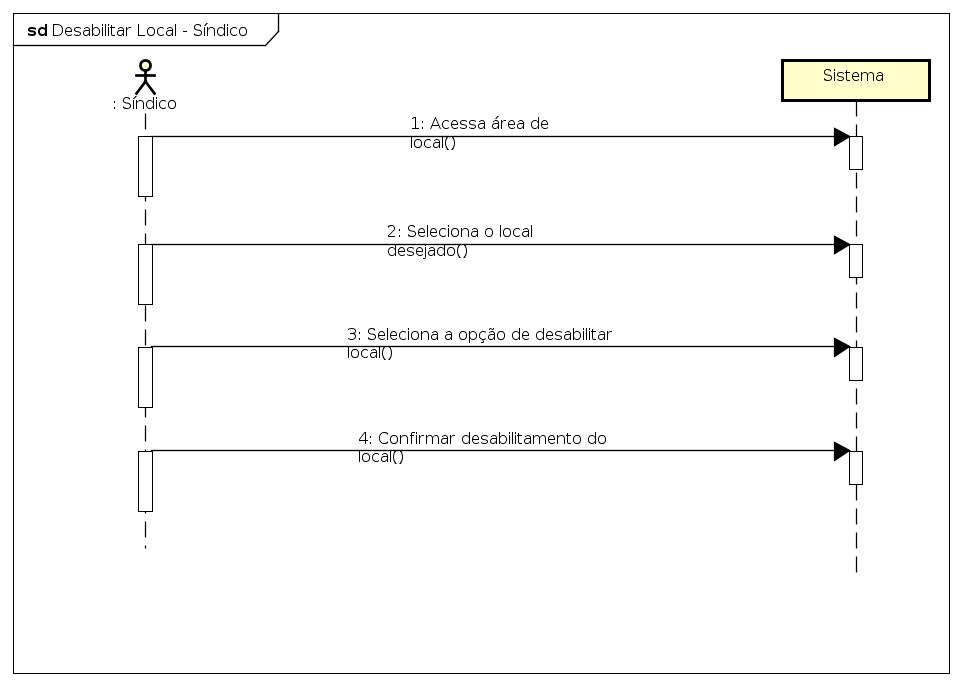 sd Desabilitar Local - Síndico
: Síndico
Sistema
1: Acessa área de
local()
2: Seleciona o local
desejado()
3: Seleciona a opção de desabilitar
local()
4: Confirmar desabilitamento do
local()